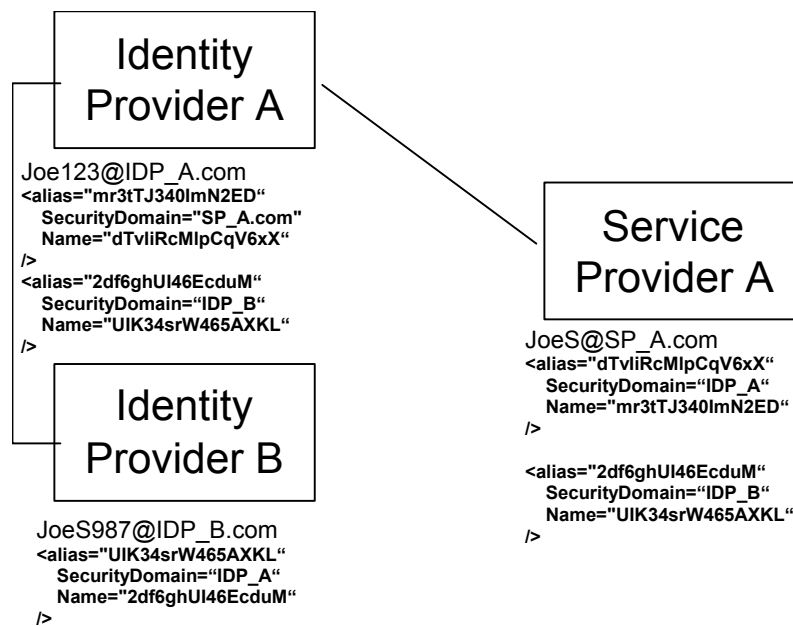 Identity
Provider A
Joe123@IDP_A.com
<alias="mr3tTJ340ImN2ED“
SecurityDomain="SP_A.com"
Name="dTvIiRcMlpCqV6xX“
/>
<alias="2df6ghUI46EcduM“
SecurityDomain=“IDP_B“
Name="UIK34srW465AXKL“
/>
Identity
Provider B
JoeS987@IDP_B.com
<alias="UIK34srW465AXKL“
SecurityDomain=“IDP_A“
Name="2df6ghUI46EcduM“
/>
Service
Provider A
JoeS@SP_A.com
<alias="dTvIiRcMlpCqV6xX“
SecurityDomain=“IDP_A“
Name="mr3tTJ340ImN2ED“
/>
<alias="2df6ghUI46EcduM“
SecurityDomain=“IDP_B“
Name="UIK34srW465AXKL“
/>